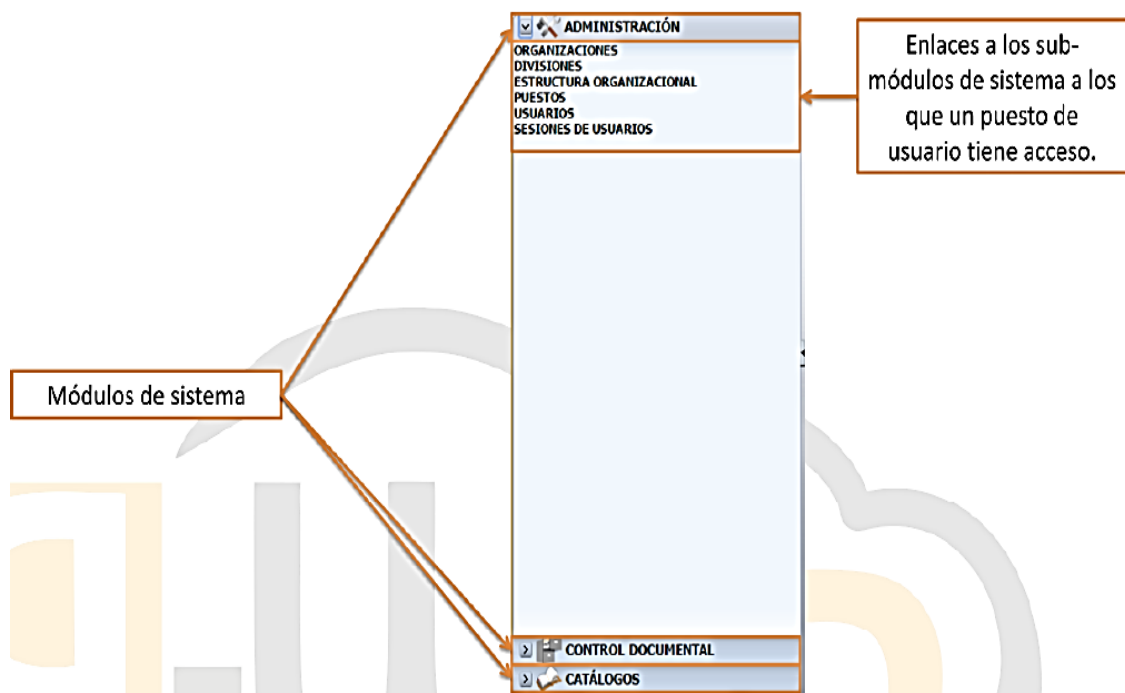 ADMINISTRACIÓN
ORGANIZACIONES
DIVISIONES
ESTRUCTURA ORGANIZACIONAL
PUESTOS
USUARIOS
SESIONES DE USUARIOS
Enlaces a los sub-
módulos de sistema a los
que un puesto de
usuario tiene acceso.
Módulos de sistema
CONTROL DOCUMENTAL
CATÁLOGOS